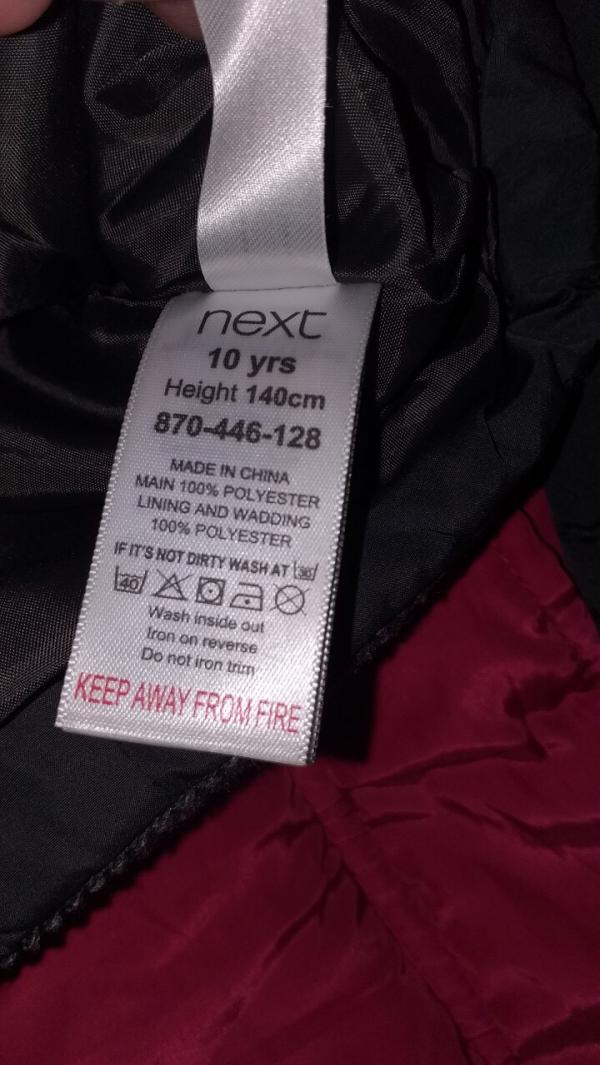 next
10 yrs
Height 140cm
870-446-128
MADE IN CHINA
MAIN 100% POLYESTER
LINING AND WADDING
100% POLYESTER
IF IT'S NOT DIRTY WASH AT 30
40
Wash inside out
Iron on reverse
Do not iron trim
KEEP AWAY FROM FIRE